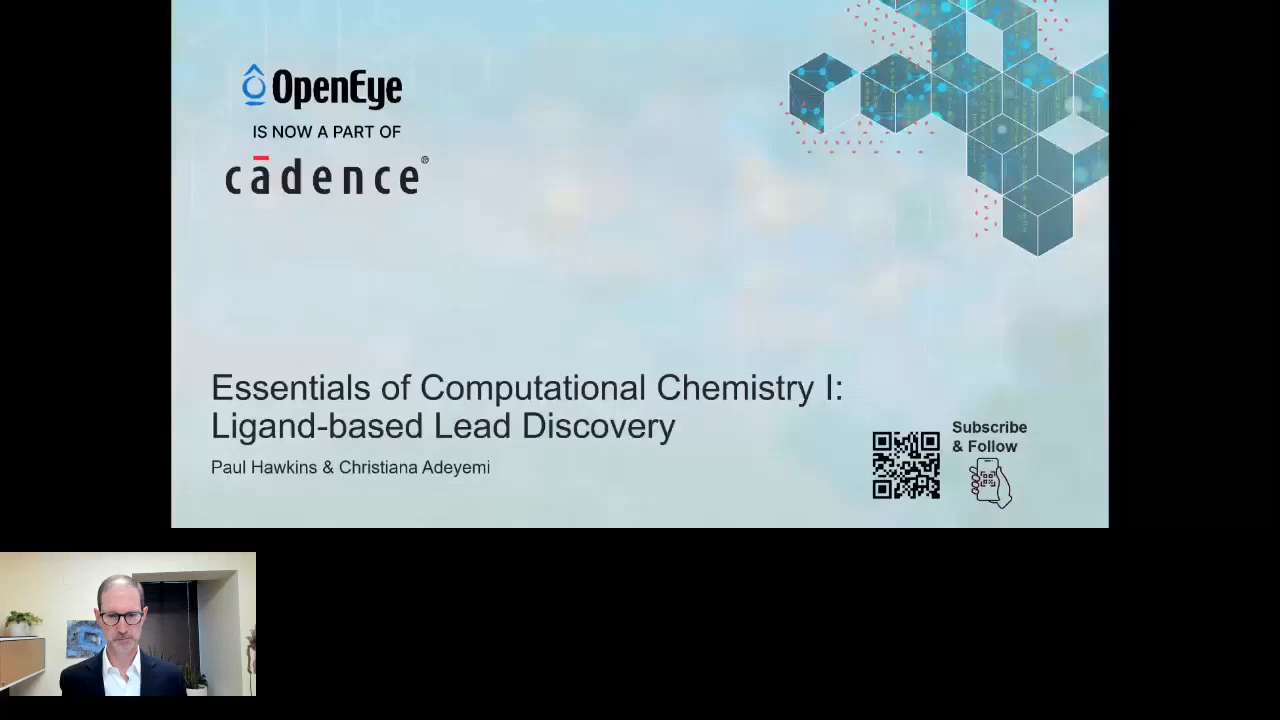 OpenEye
IS NOW A PART OF
cādence®
Essentials of Computational Chemistry I:
Ligand-based Lead Discovery
Paul Hawkins & Christiana Adeyemi
Subscribe
& Follow